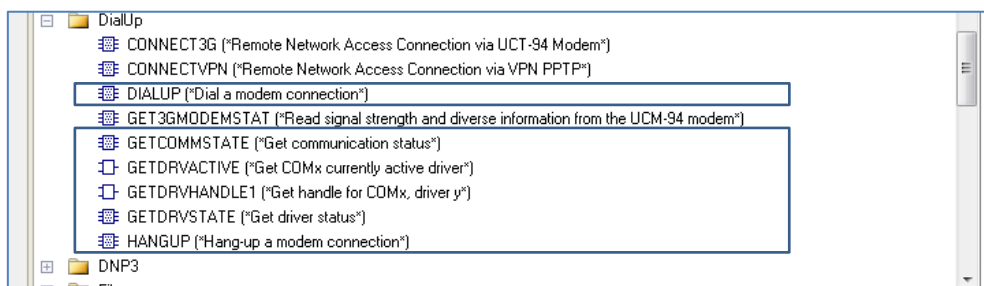 DialUp
CONNECT3G (*Remote Network Access Connection via UCT-94 Modem*)
CONNECTVPN (*Remote Network Access Connection via VPN PPTP*)
DIALUP (*Dial a modem connection*)
GET3GMODEMSTAT (*Read signal strength and diverse information from the UCM-94 modem*)
GETCOMMSTATE (*Get communication status*)
GETDRVACTIVE (*Get COMx currently active driver*)
GETDRVHANDLE1 (*Get handle for COMx, driver y*)
GETDRVSTATE (*Get driver status*)
HANGUP (*Hang-up a modem connection*)
DNP3